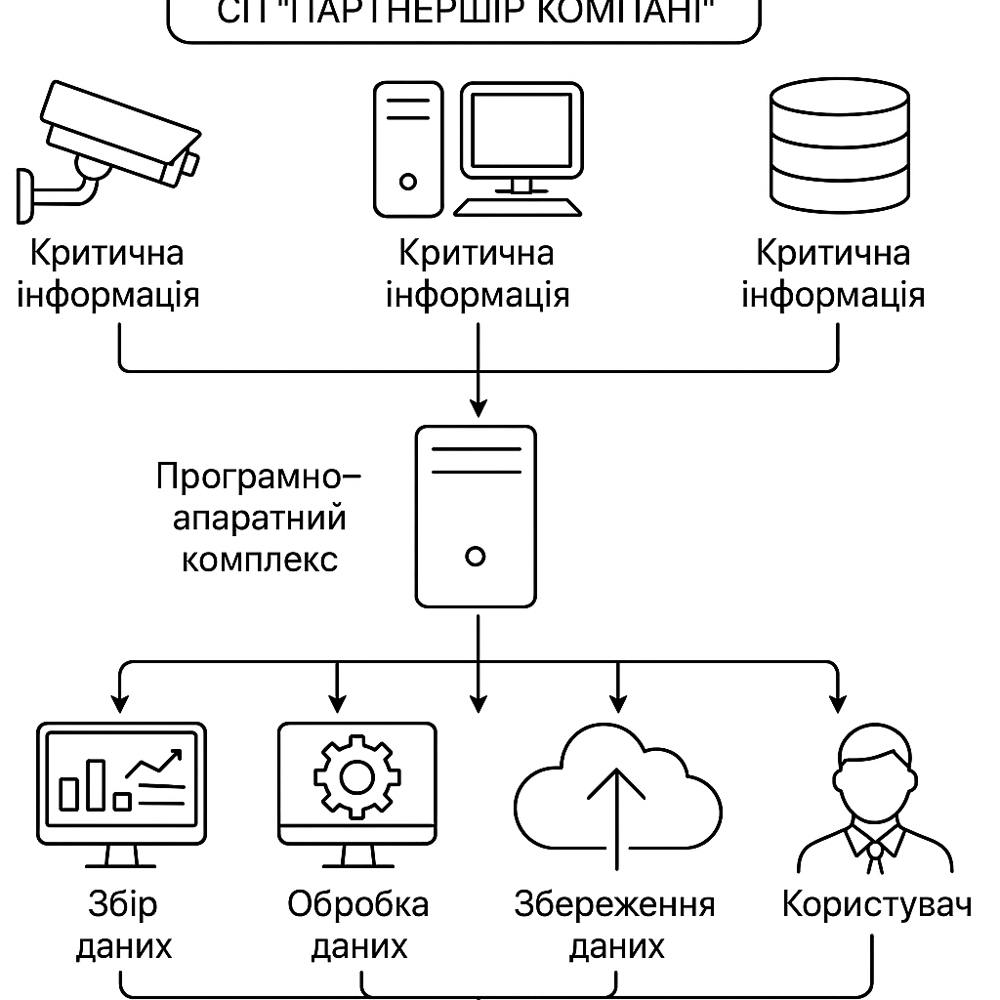 СП "ПАРТНЕРШІР КОМПАНІ"
Критична
інформація
Критична
інформація
Критична
інформація
Програмно–
апаратний
комплекс
Збір
даних
Обробка
даних
Збереження
даних
Користувач